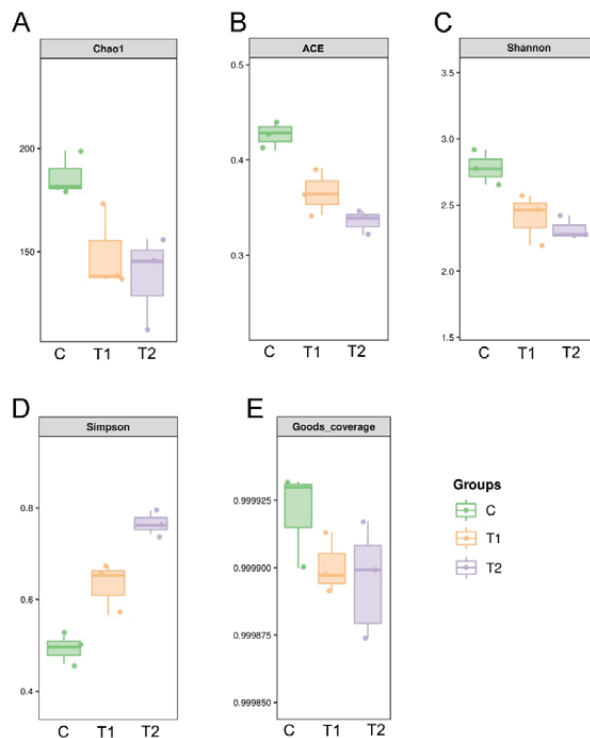 A
Chao1
200
150
C T1 T2
B
ACE
0.5
0.4
0.3
C T1 T2
C
Shannon
3.5
3.0
2.5
2.0
1.5
C T1 T2
D
Simpson
0.8
0.6
0.4
C T1 T2
E
Goods_coverage
0.999925
0.999900
0.999875
0.999850
C T1 T2
Groups
C
T1
T2